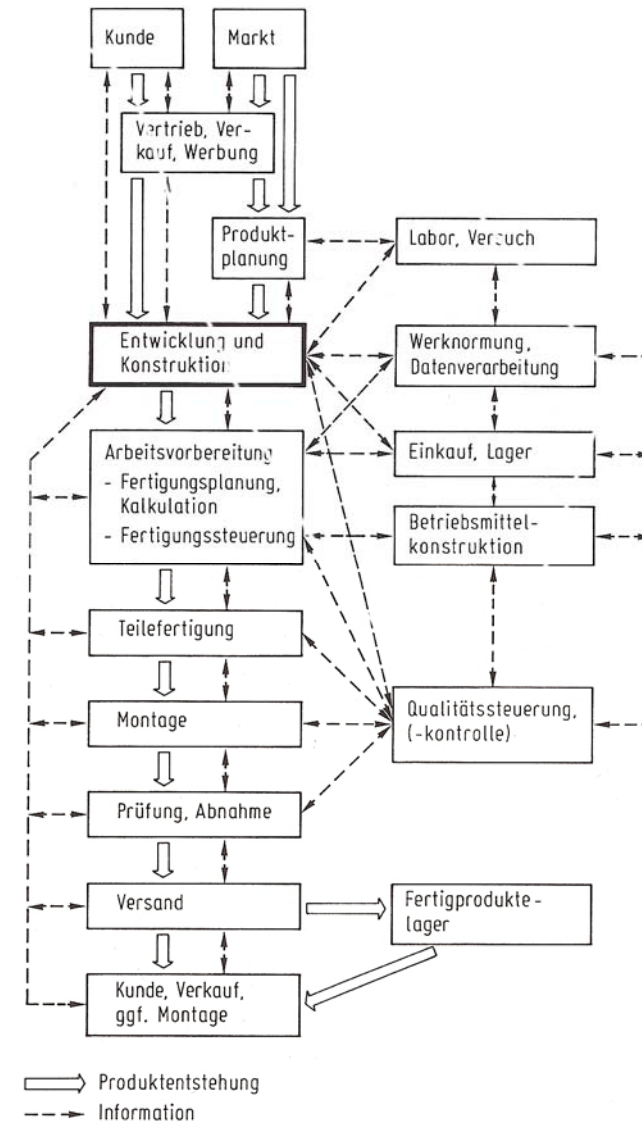 Kunde
Markt
Vertrieb, Ver-
kauf, Werbung
Produkt-
planung
Labor, Versuch
Entwicklung und
Konstruktion
Werknormung,
Datenverarbeitung
Arbeitsvorbereitung
- Fertigungsplanung,
Kalkulation
- Fertigungssteuerung
Einkauf, Lager
Betriebsmittel-
konstruktion
Teilefertigung
Montage
Qualitätssteuerung,
(-kontrolle)
Prüfung, Abnahme
Versand
Fertigprodukte-
lager
Kunde, Verkauf,
ggf. Montage
Produktentstehung
Information